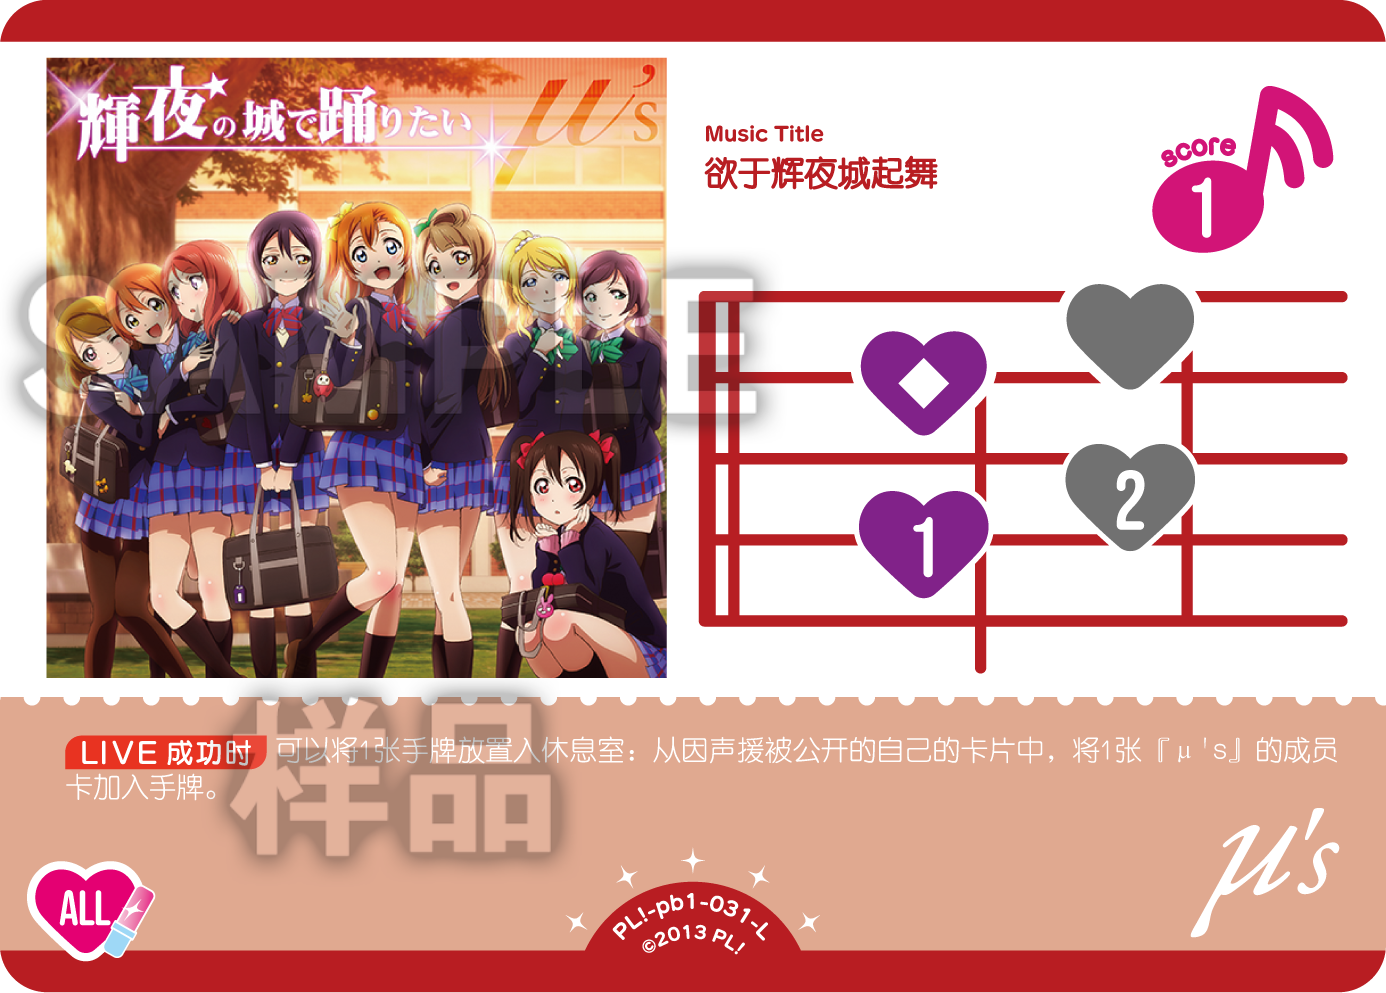 輝夜の城で踊りたい
μ's
Music Title
欲于辉夜城起舞
score
1
1
2
SAMPLE
LIVE 成功时 可以将1张手牌放置入休息室：从因声援被公开的自己的卡片中，将1张『μ's』的成员
卡加入手牌。
样品
ALL
μ's
PL!-pb1-031-L
©2013 PL!